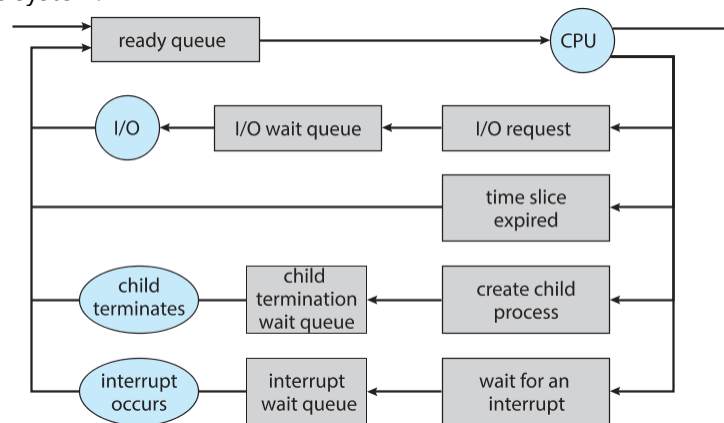 ready queue
CPU
I/O
I/O wait queue
I/O request
time slice
expired
child
terminates
child
termination
wait queue
create child
process
interrupt
occurs
interrupt
wait queue
wait for an
interrupt